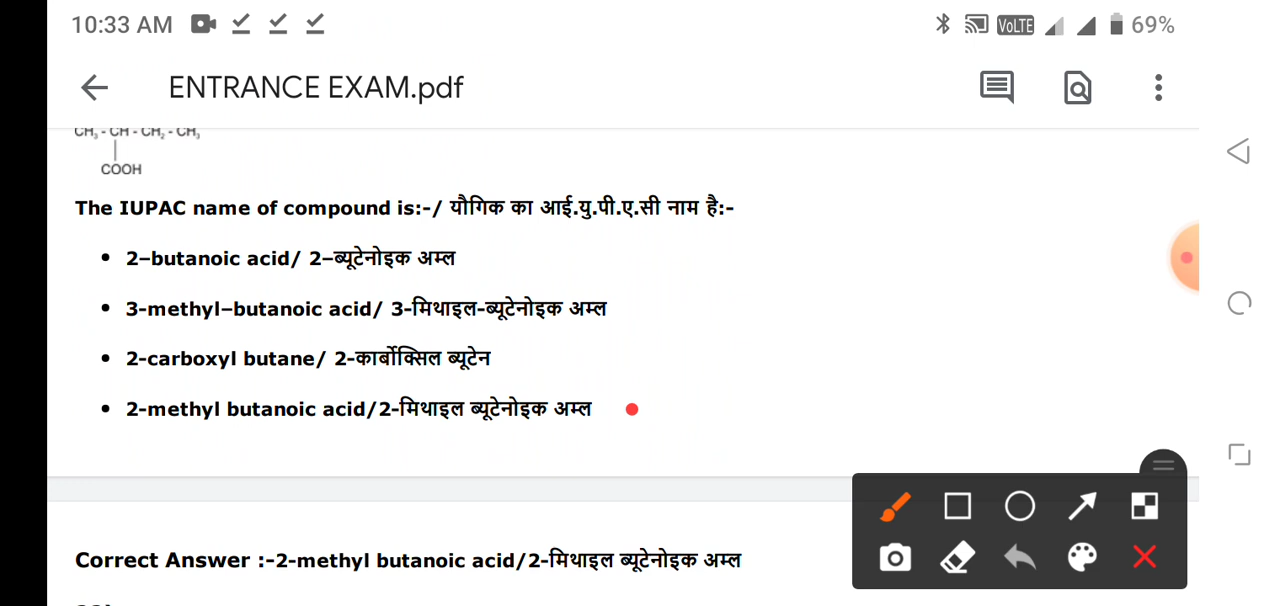 10:33 AM VoLTE 69%
ENTRANCE EXAM.pdf
CH₃ - CH - CH₂ - CH₃
COOH
The IUPAC name of compound is:-/ यौगिक का आई.यु.पी.ए.सी नाम है:-
• 2–butanoic acid/ 2–ब्यूटेनोइक अम्ल
• 3-methyl–butanoic acid/ 3-मिथाइल-ब्यूटेनोइक अम्ल
• 2-carboxyl butane/ 2-कार्बोक्सिल ब्यूटेन
• 2-methyl butanoic acid/2-मिथाइल ब्यूटेनोइक अम्ल
Correct Answer :-2-methyl butanoic acid/2-मिथाइल ब्यूटेनोइक अम्ल